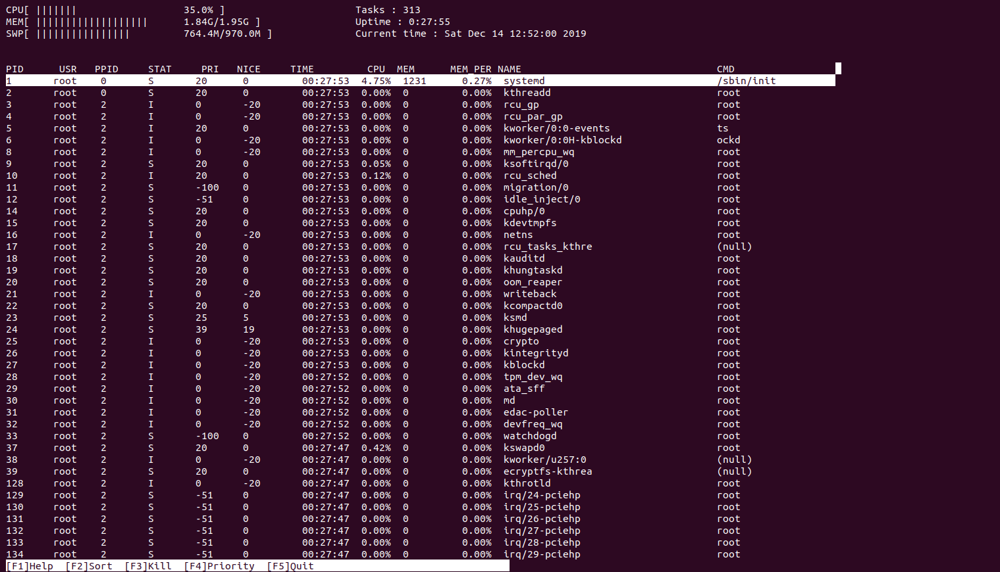 CPU[ ||||||| 35.0% ] Tasks : 313
MEM[ ||||||||||||||||||| 1.84G/1.95G ] Uptime : 0:27:55
SWP[ |||||||||||||||| 764.4M/970.0M ] Current time : Sat Dec 14 12:52:00 2019
PID USR PPID STAT PRI NICE TIME CPU MEM MEM_PER NAME CMD
1 root 0 S 20 0 00:27:53 4.75% 1231 0.27% systemd /sbin/init
2 root 0 S 20 0 00:27:53 0.00% 0 0.00% kthreadd root
3 root 2 I 0 -20 00:27:53 0.00% 0 0.00% rcu_gp root
4 root 2 I 0 -20 00:27:53 0.00% 0 0.00% rcu_par_gp root
5 root 2 I 20 0 00:27:53 0.00% 0 0.00% kworker/0:0-events ts
6 root 2 I 0 -20 00:27:53 0.00% 0 0.00% kworker/0:0H-kblockd ockd
8 root 2 I 0 -20 00:27:53 0.00% 0 0.00% mm_percpu_wq root
9 root 2 S 20 0 00:27:53 0.05% 0 0.00% ksoftirqd/0 root
10 root 2 I 20 0 00:27:53 0.12% 0 0.00% rcu_sched root
11 root 2 S -100 0 00:27:53 0.00% 0 0.00% migration/0 root
12 root 2 S -51 0 00:27:53 0.00% 0 0.00% idle_inject/0 root
14 root 2 S 20 0 00:27:53 0.00% 0 0.00% cpuhp/0 root
15 root 2 S 20 0 00:27:53 0.00% 0 0.00% kdevtmpfs root
16 root 2 I 0 -20 00:27:53 0.00% 0 0.00% netns root
17 root 2 S 20 0 00:27:53 0.00% 0 0.00% rcu_tasks_kthre (null)
18 root 2 S 20 0 00:27:53 0.00% 0 0.00% kauditd root
19 root 2 S 20 0 00:27:53 0.00% 0 0.00% khungtaskd root
20 root 2 S 20 0 00:27:53 0.00% 0 0.00% oom_reaper root
21 root 2 I 0 -20 00:27:53 0.00% 0 0.00% writeback root
22 root 2 S 20 0 00:27:53 0.00% 0 0.00% kcompactd0 root
23 root 2 S 25 5 00:27:53 0.00% 0 0.00% ksmd root
24 root 2 S 39 19 00:27:53 0.00% 0 0.00% khugepaged root
25 root 2 I 0 -20 00:27:53 0.00% 0 0.00% crypto root
26 root 2 I 0 -20 00:27:53 0.00% 0 0.00% kintegrityd root
27 root 2 I 0 -20 00:27:53 0.00% 0 0.00% kblockd root
28 root 2 I 0 -20 00:27:52 0.00% 0 0.00% tpm_dev_wq root
29 root 2 I 0 -20 00:27:52 0.00% 0 0.00% ata_sff root
30 root 2 I 0 -20 00:27:52 0.00% 0 0.00% md root
31 root 2 I 0 -20 00:27:52 0.00% 0 0.00% edac-poller root
32 root 2 I 0 -20 00:27:52 0.00% 0 0.00% devfreq_wq root
33 root 2 S -100 0 00:27:52 0.00% 0 0.00% watchdogd root
37 root 2 S 20 0 00:27:47 0.42% 0 0.00% kswapd0 root
38 root 2 I 0 -20 00:27:47 0.00% 0 0.00% kworker/u257:0 (null)
39 root 2 S 20 0 00:27:47 0.00% 0 0.00% ecryptfs-kthrea (null)
128 root 2 I 0 -20 00:27:47 0.00% 0 0.00% kthrotld root
129 root 2 S -51 0 00:27:47 0.00% 0 0.00% irq/24-pciehp root
130 root 2 S -51 0 00:27:47 0.00% 0 0.00% irq/25-pciehp root
131 root 2 S -51 0 00:27:47 0.00% 0 0.00% irq/26-pciehp root
132 root 2 S -51 0 00:27:47 0.00% 0 0.00% irq/27-pciehp root
133 root 2 S -51 0 00:27:47 0.00% 0 0.00% irq/28-pciehp root
134 root 2 S -51 0 00:27:47 0.00% 0 0.00% irq/29-pciehp root
[F1]Help [F2]Sort [F3]Kill [F4]Priority [F5]Quit